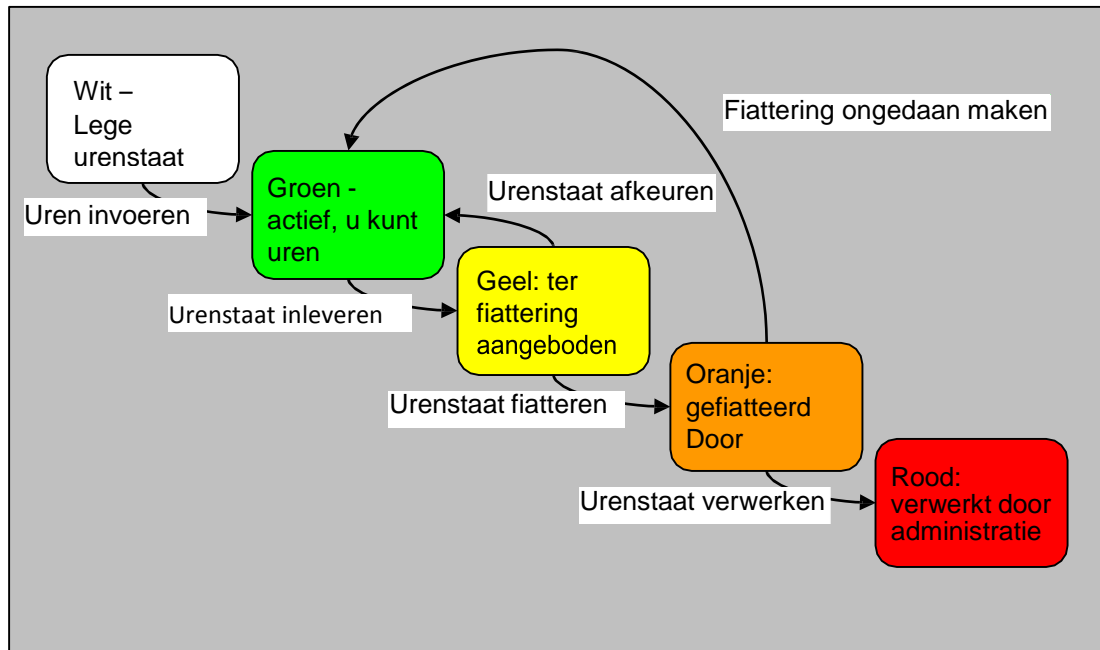 Wit –
Lege
urenstaat
Fiattering ongedaan maken
Uren invoeren
Groen -
actief, u kunt
uren
Urenstaat afkeuren
Urenstaat inleveren
Geel: ter
fiattering
aangeboden
Urenstaat fiatteren
Oranje:
gefiatteerd
Door
Urenstaat verwerken
Rood:
verwerkt door
administratie